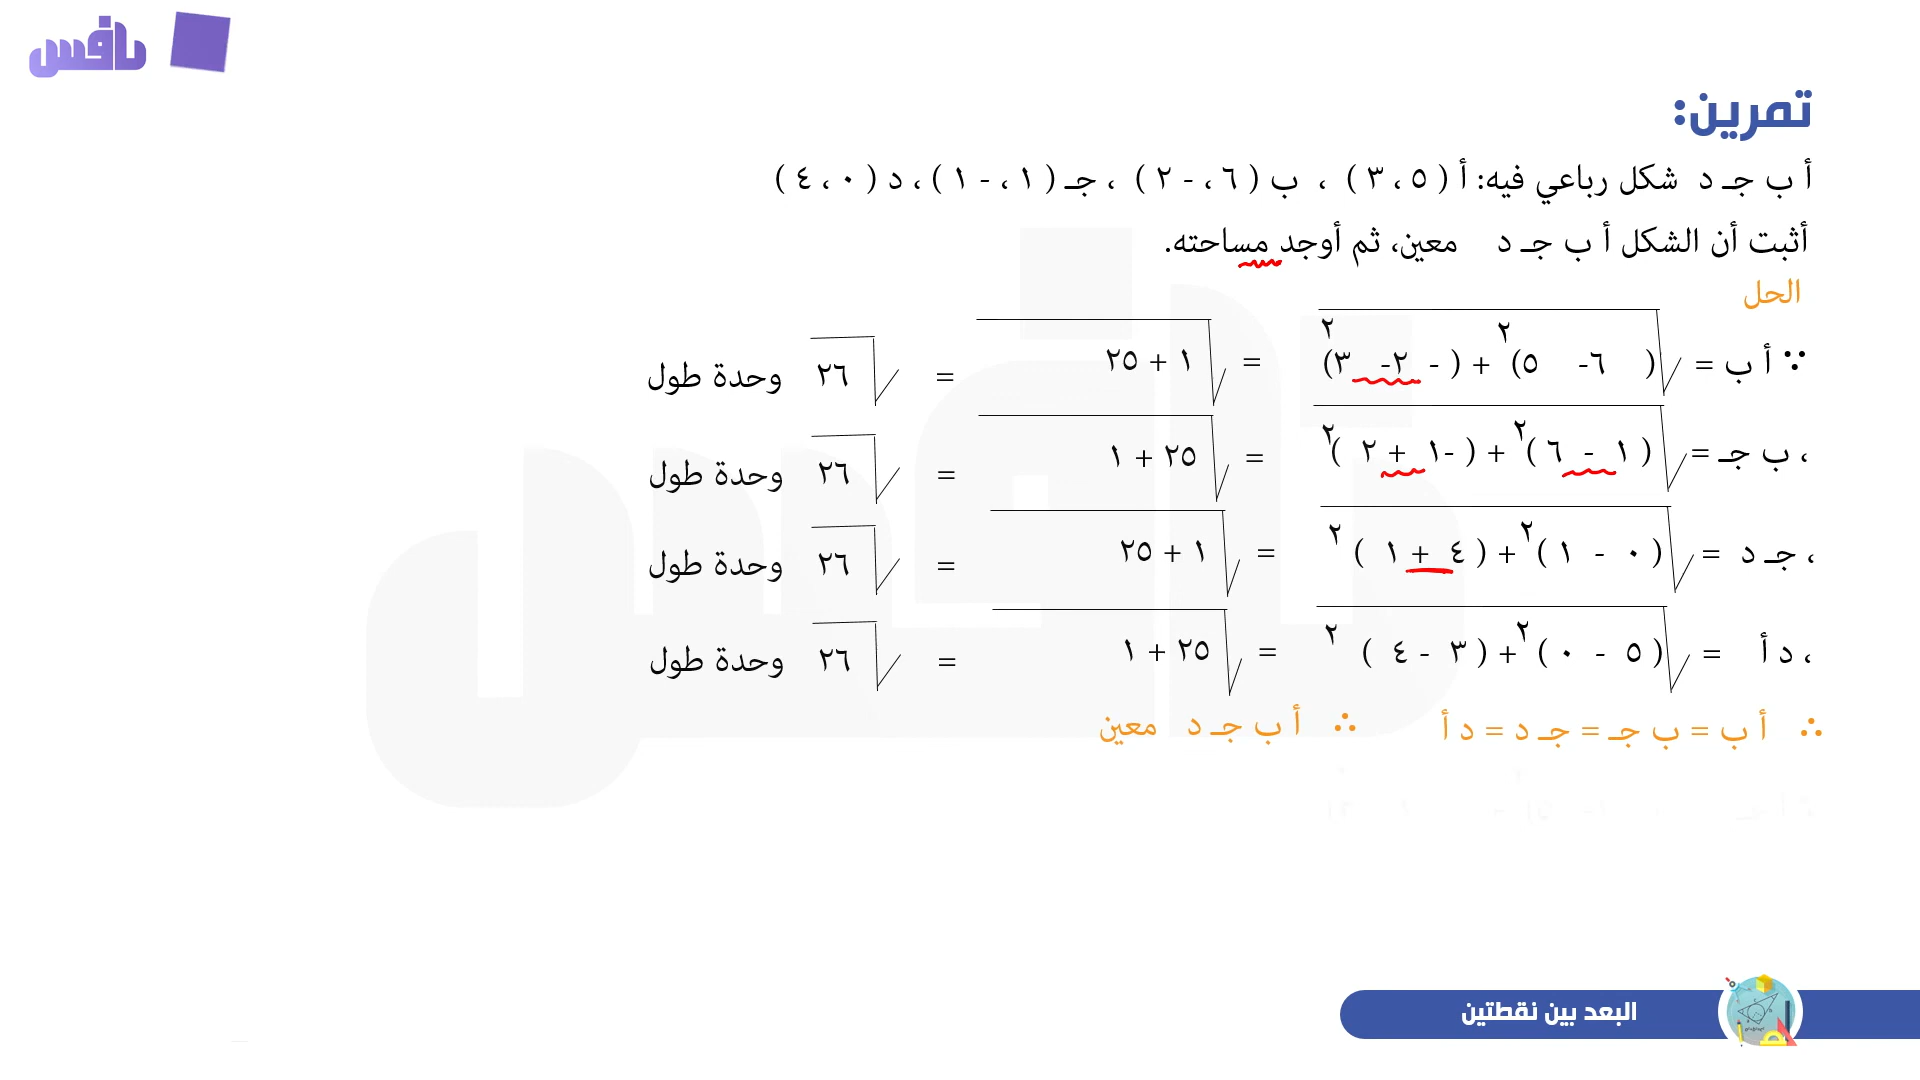 نافس
تمرين:
أ ب جـ د شكل رباعي فيه: أ ( ٥ ، ٣ ) ، ب ( ٦ ، - ٢ ) ، جـ ( ١ ، - ١ ) ، د ( ٠ ، ٤ )
أثبت أن الشكل أ ب جـ د معين، ثم أوجد مساحته.
الحل
∵ أ ب = √( ٦ - ٥)٢ + ( - ٢ - ٣)٢ = √١ + ٢٥ = √٢٦ وحدة طول
، ب جـ = √( ١ - ٦ )٢ + ( -١ + ٢ )٢ = √٢٥ + ١ = √٢٦ وحدة طول
، جـ د = √( ٠ - ١ )٢ + ( ٤ + ١ )٢ = √١ + ٢٥ = √٢٦ وحدة طول
، د أ = √( ٥ - ٠ )٢ + ( ٣ - ٤ )٢ = √٢٥ + ١ = √٢٦ وحدة طول
∴ أ ب = ب جـ = جـ د = د أ ∴ أ ب جـ د معين
البعد بين نقطتين